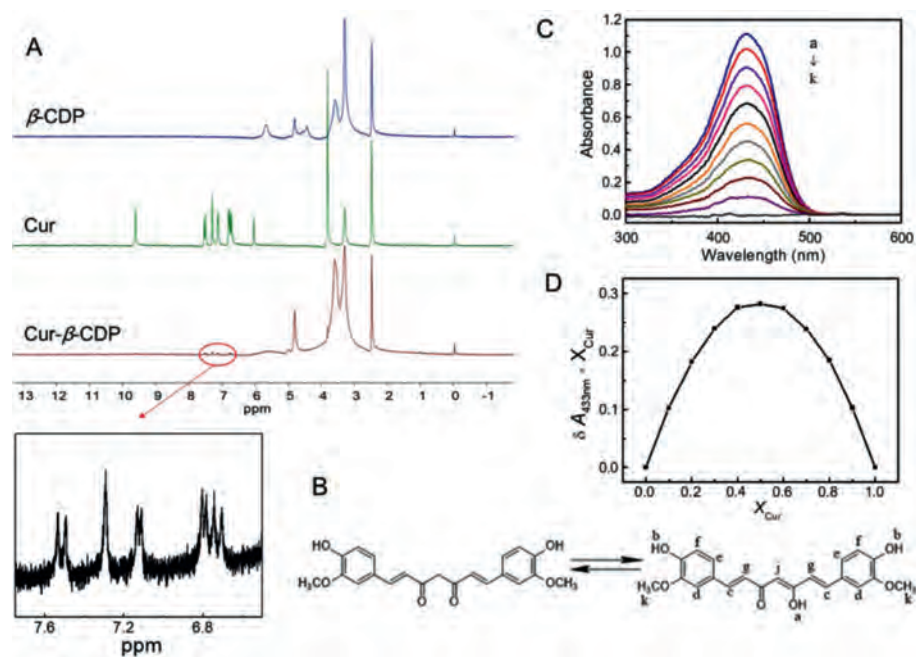 A
β-CDP
Cur
Cur-β-CDP
13 12 11 10 9 8 7 6 5 4 3 2 1 0 -1
ppm
7.6 7.2 6.8
ppm
B
HO
OH
H₃CO
OCH₃
O O
b
HO
f
e
H₃CO
k
d
c
g
j
g
c
O
OH
a
e
f
b
OH
d
OCH₃
k
C
a
↓
k
Absorbance
1.2
1.0
0.8
0.6
0.4
0.2
0.0
300 400 500 600
Wavelength (nm)
D
δ A433nm * XCur
0.3
0.2
0.1
0.0
0.0 0.2 0.4 0.6 0.8 1.0
XCur